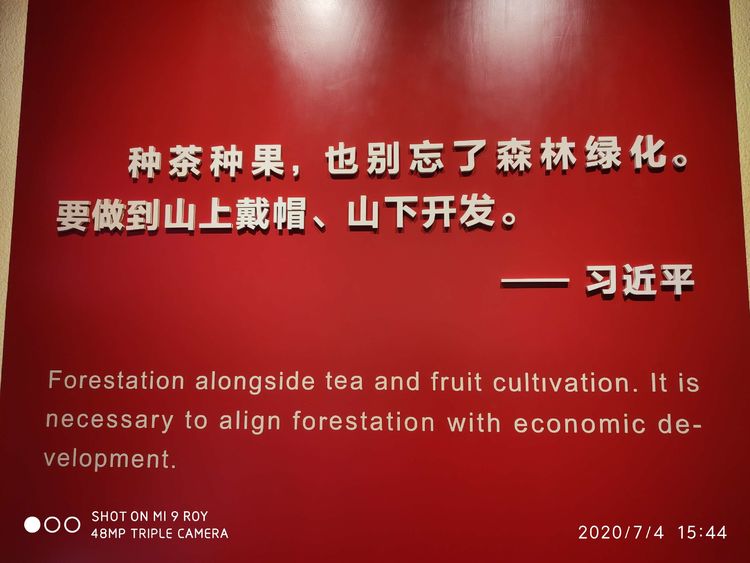 种茶种果，也别忘了森林绿化。
要做到山上戴帽、山下开发。
—— 习近平
Forestation alongside tea and fruit cultivation. It is
necessary to align forestation with economic de-
velopment.
SHOT ON MI 9 ROY
48MP TRIPLE CAMERA
2020/7/4 15:44